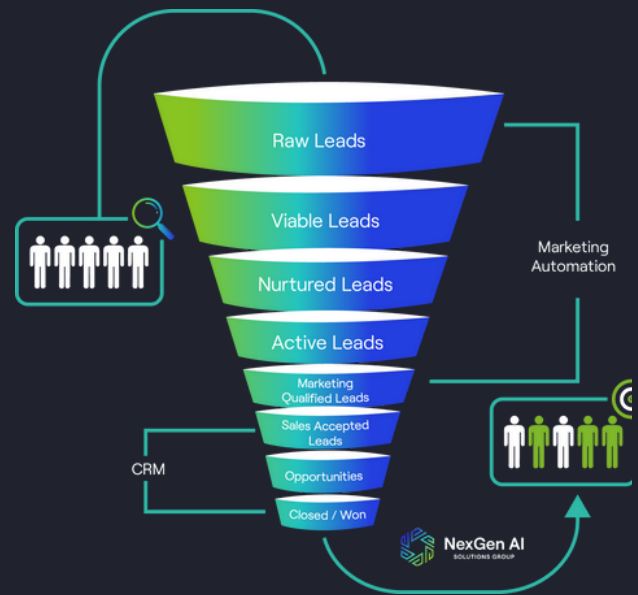 Raw Leads
Viable Leads
Nurtured Leads
Active Leads
Marketing
Qualified Leads
Sales Accepted
Leads
Opportunities
Closed / Won
Marketing
Automation
CRM
NexGen AI
SOLUTIONS GROUP